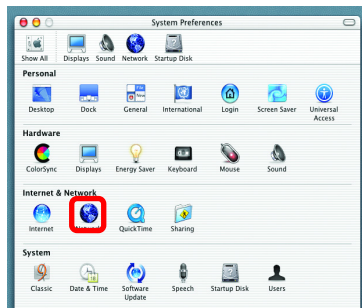 System Preferences
Show All Displays Sound Network Startup Disk
Personal
Desktop Dock General International Login Screen Saver Universal Access
Hardware
ColorSync Displays Energy Saver Keyboard Mouse Sound
Internet & Network
Internet Network QuickTime Sharing
System
Classic Date & Time Software Update Speech Startup Disk Users